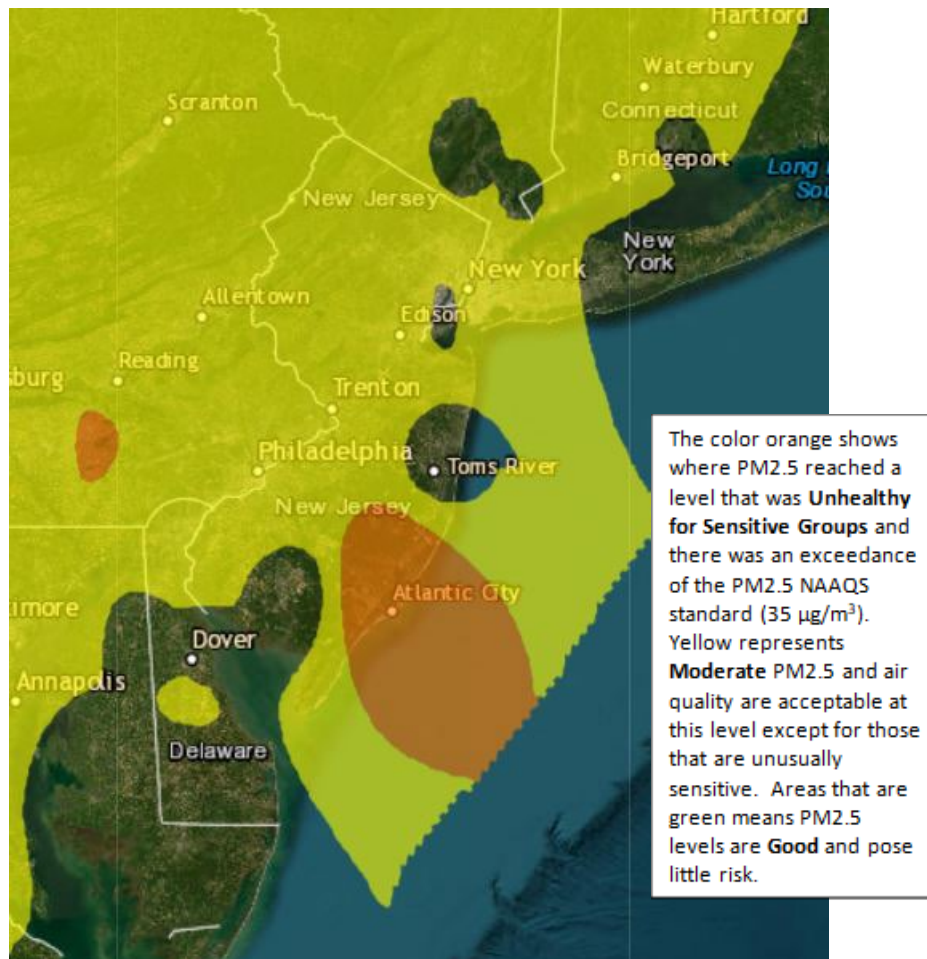 Hartford
Waterbury
Connecticut
Scranton
Bridgeport
Long
Sou
New Jersey
New
York
New York
Allentown
Edison
Reading
sburg
Trenton
Philadelphia
Toms River
New Jersey
Atlantic City
timore
Dover
Annapolis
Delaware
The color orange shows
where PM2.5 reached a
level that was Unhealthy
for Sensitive Groups and
there was an exceedance
of the PM2.5 NAAQS
standard (35 µg/m³).
Yellow represents
Moderate PM2.5 and air
quality are acceptable at
this level except for those
that are unusually
sensitive. Areas that are
green means PM2.5
levels are Good and pose
little risk.